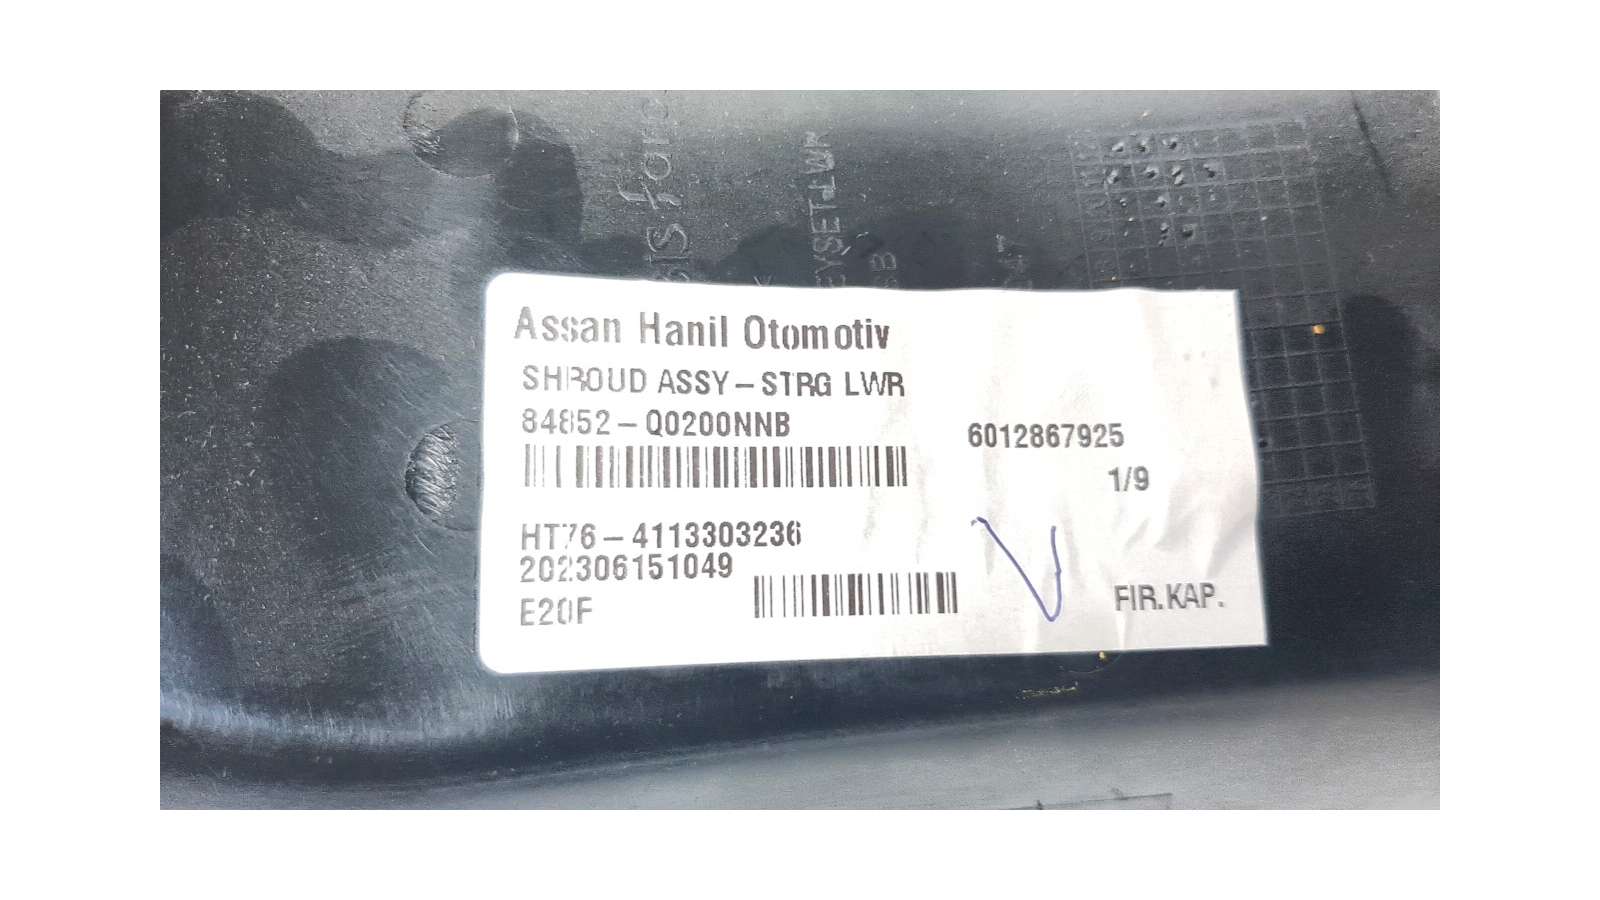 Assan Hanil Otomotiv
SHROUD ASSY-STRG LWR
84852-Q0200NNB
6012867925
1/9
HT76-4113303236
202306151049
E20F
FIR.KAP.